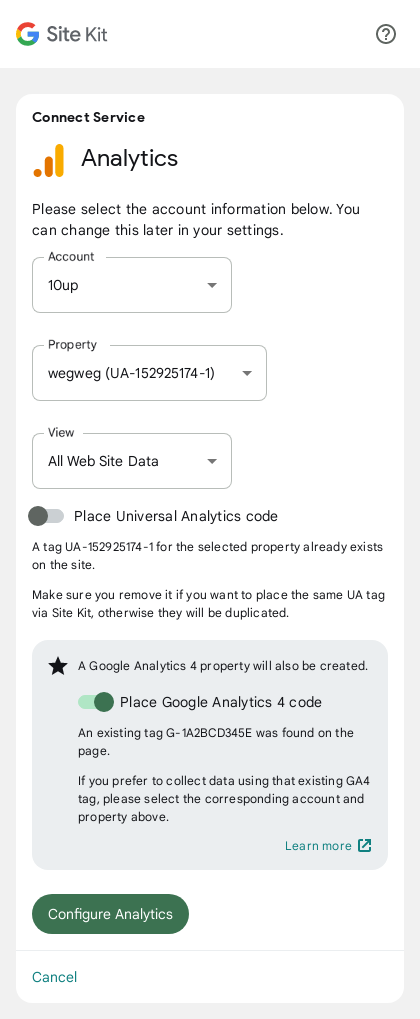 Site Kit
Connect Service
Analytics
Please select the account information below. You
can change this later in your settings.
Account
10up
Property
wegweg (UA-152925174-1)
View
All Web Site Data
Place Universal Analytics code
A tag UA-152925174-1 for the selected property already exists
on the site.
Make sure you remove it if you want to place the same UA tag
via Site Kit, otherwise they will be duplicated.
A Google Analytics 4 property will also be created.
Place Google Analytics 4 code
An existing tag G-1A2BCD345E was found on the
page.
If you prefer to collect data using that existing GA4
tag, please select the corresponding account and
property above.
Learn more
Configure Analytics
Cancel